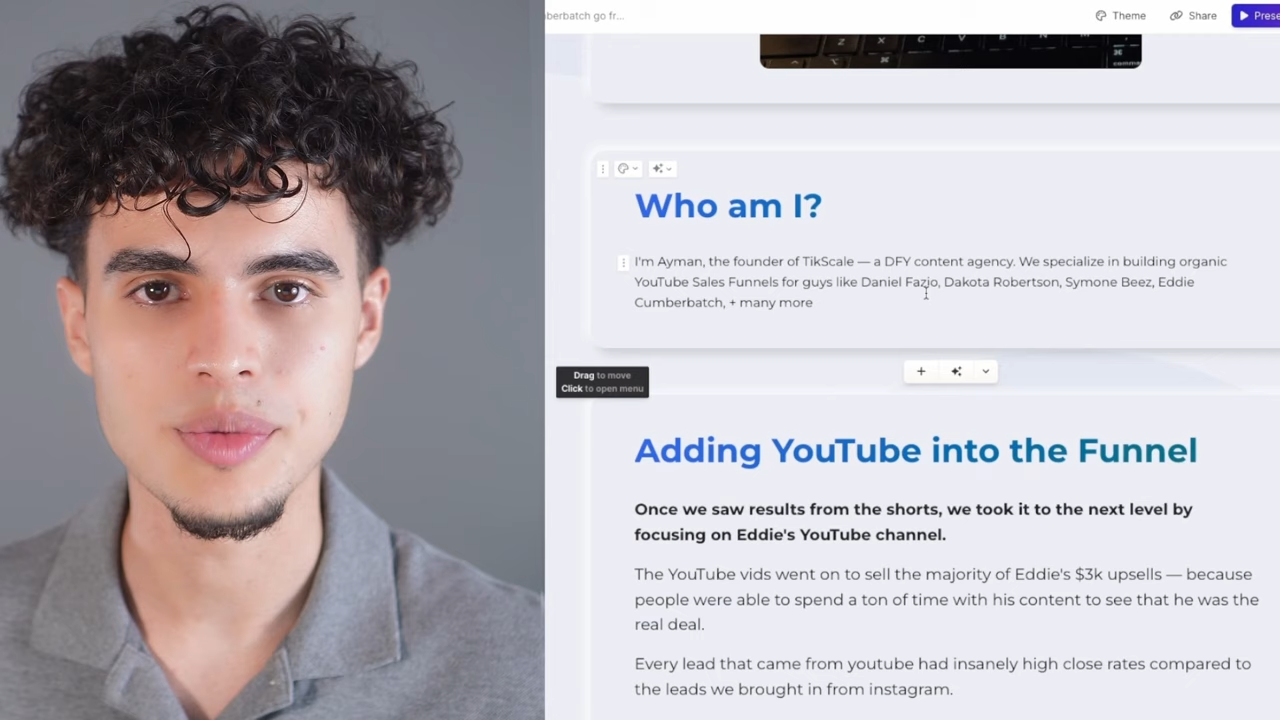 berbatch go fr...
Theme
Share
Prese
Z X C V B N M
Who am I?
I'm Ayman, the founder of TikScale — a DFY content agency. We specialize in building organic
YouTube Sales Funnels for guys like Daniel Fazio, Dakota Robertson, Symone Beez, Eddie
Cumberbatch, + many more
Drag to move
Click to open menu
Adding YouTube into the Funnel
Once we saw results from the shorts, we took it to the next level by
focusing on Eddie's YouTube channel.
The YouTube vids went on to sell the majority of Eddie's $3k upsells — because
people were able to spend a ton of time with his content to see that he was the
real deal.
Every lead that came from youtube had insanely high close rates compared to
the leads we brought in from instagram.